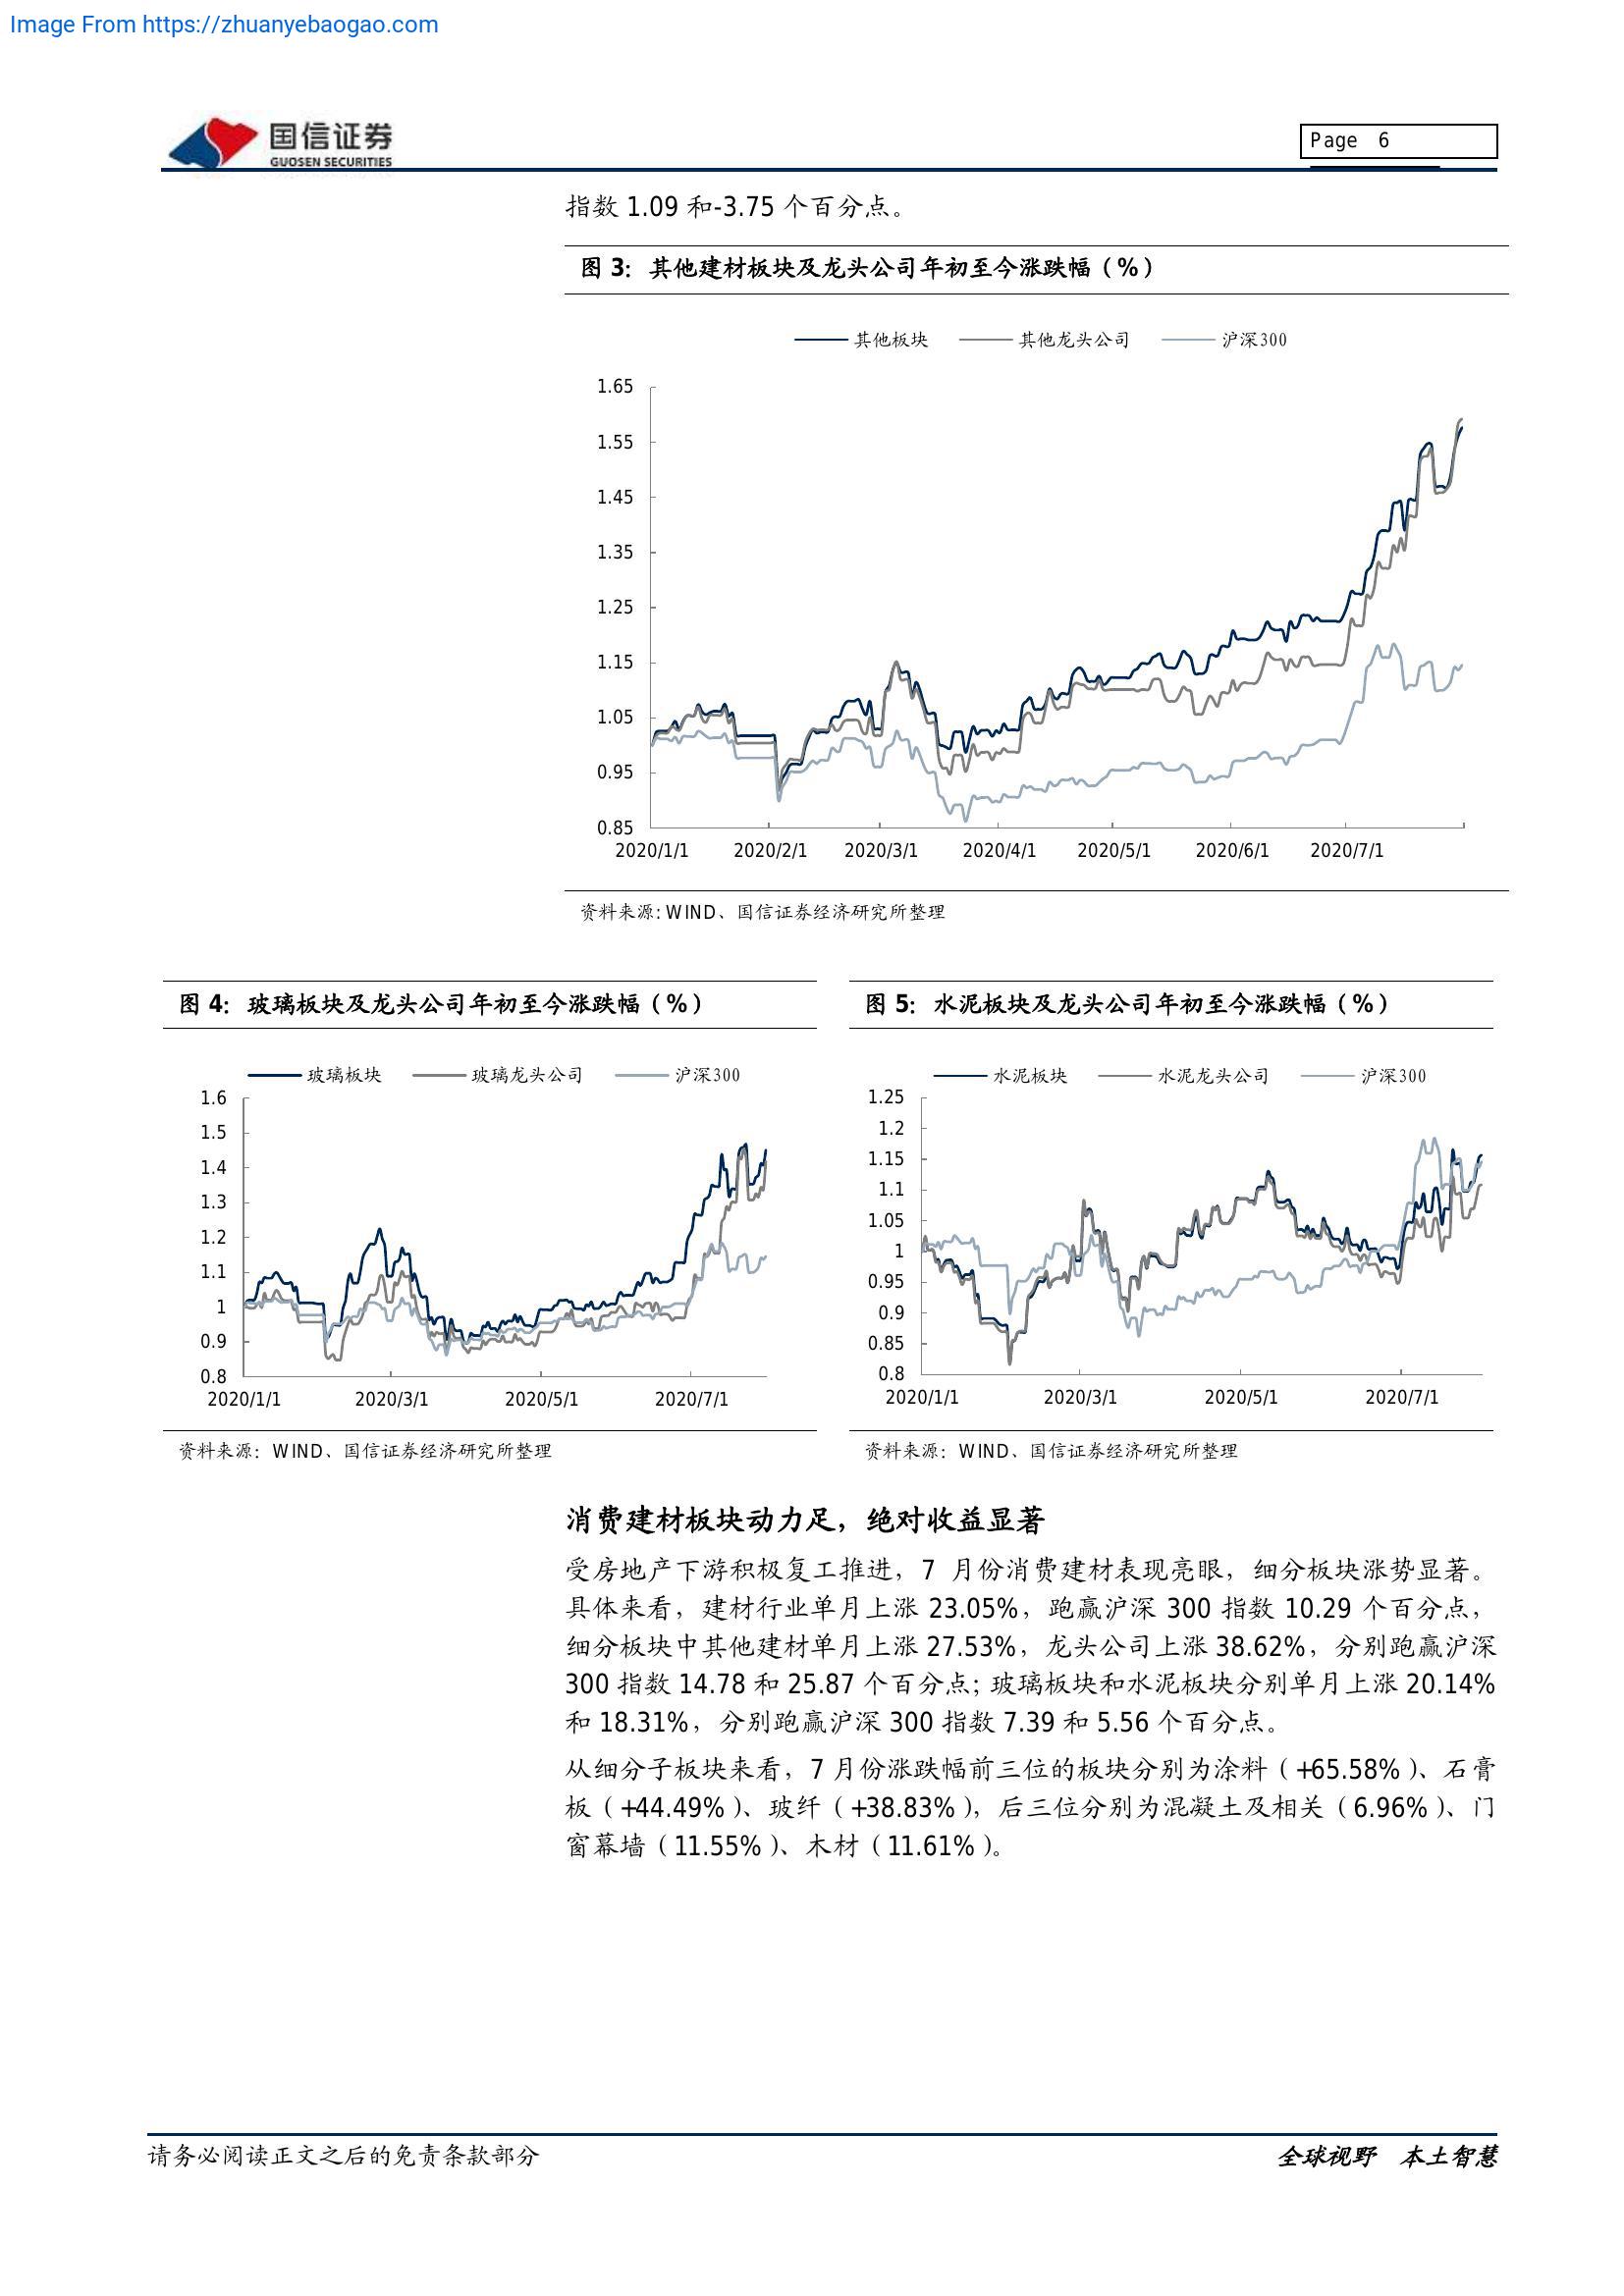 Image From https://zhuanyebaogao.com
国信证券
GUOSEN SECURITIES
Page 6
指数 1.09 和-3.75 个百分点。
图 3：其他建材板块及龙头公司年初至今涨跌幅（%）
其他板块 其他龙头公司 沪深300
1.65
1.55
1.45
1.35
1.25
1.15
1.05
0.95
0.85
2020/1/1 2020/2/1 2020/3/1 2020/4/1 2020/5/1 2020/6/1 2020/7/1
资料来源: WIND、国信证券经济研究所整理
图 4：玻璃板块及龙头公司年初至今涨跌幅（%）
玻璃板块 玻璃龙头公司 沪深300
1.6
1.5
1.4
1.3
1.2
1.1
1
0.9
0.8
2020/1/1 2020/3/1 2020/5/1 2020/7/1
资料来源：WIND、国信证券经济研究所整理
图 5：水泥板块及龙头公司年初至今涨跌幅（%）
水泥板块 水泥龙头公司 沪深300
1.25
1.2
1.15
1.1
1.05
1
0.95
0.9
0.85
0.8
2020/1/1 2020/3/1 2020/5/1 2020/7/1
资料来源：WIND、国信证券经济研究所整理
消费建材板块动力足，绝对收益显著
受房地产下游积极复工推进，7 月份消费建材表现亮眼，细分板块涨势显著。
具体来看，建材行业单月上涨 23.05%，跑赢沪深 300 指数 10.29 个百分点，
细分板块中其他建材单月上涨 27.53%，龙头公司上涨 38.62%，分别跑赢沪深
300 指数 14.78 和 25.87 个百分点；玻璃板块和水泥板块分别单月上涨 20.14%
和 18.31%，分别跑赢沪深 300 指数 7.39 和 5.56 个百分点。
从细分子板块来看，7 月份涨跌幅前三位的板块分别为涂料（+65.58%）、石膏
板（+44.49%）、玻纤（+38.83%），后三位分别为混凝土及相关（6.96%）、门
窗幕墙（11.55%）、木材（11.61%）。
请务必阅读正文之后的免责条款部分
全球视野 本土智慧